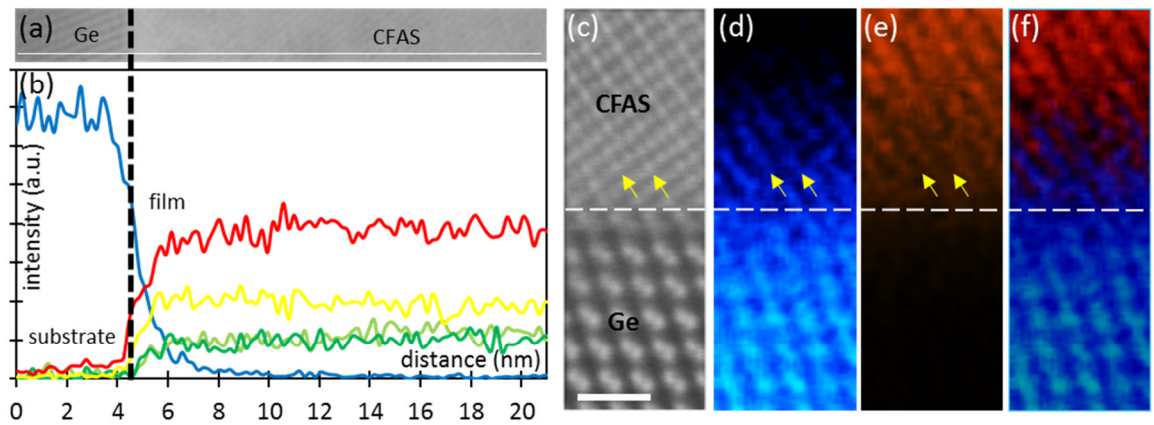 (a)
Ge
CFAS
(b)
intensity (a.u.)
film
substrate
distance (nm)
0 2 4 6 8 10 12 14 16 18 20
(c)
CFAS
Ge
(d)
(e)
(f)